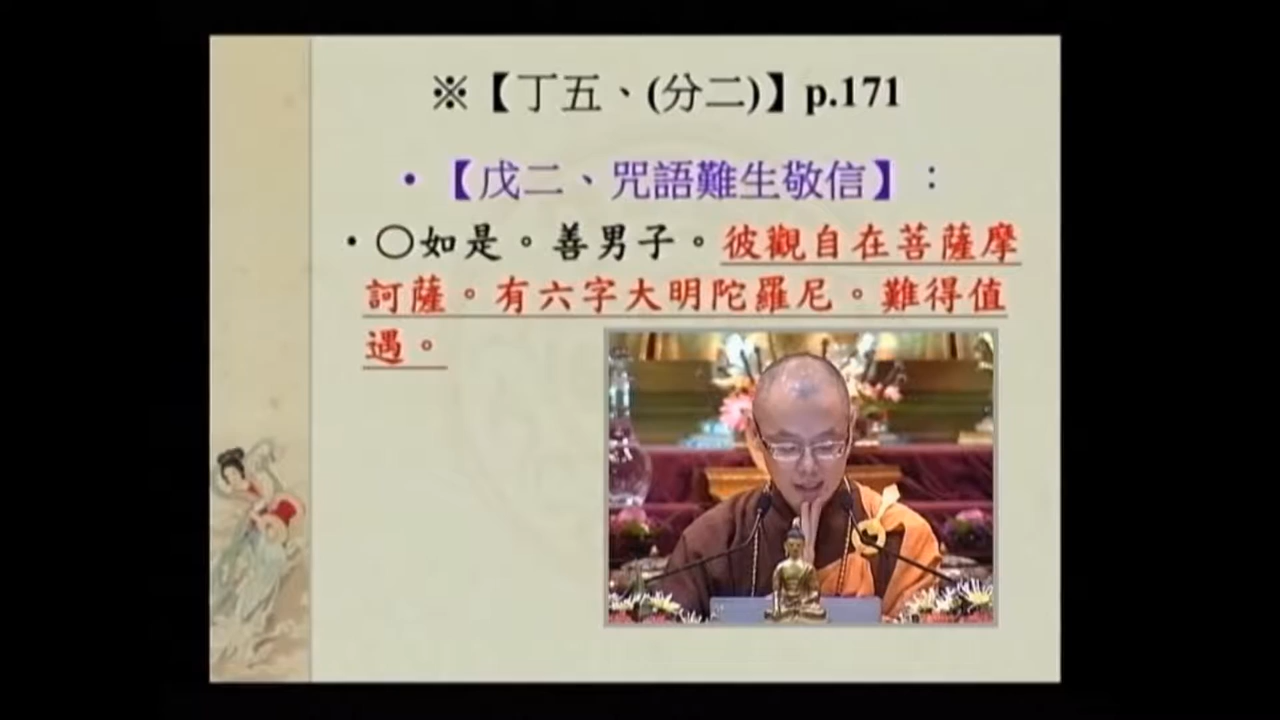 ※【丁五、(分二)】p.171
•【戊二、咒語難生敬信】：
•〇如是。善男子。彼觀自在菩薩摩
訶薩。有六字大明陀羅尼。難得值
遇。